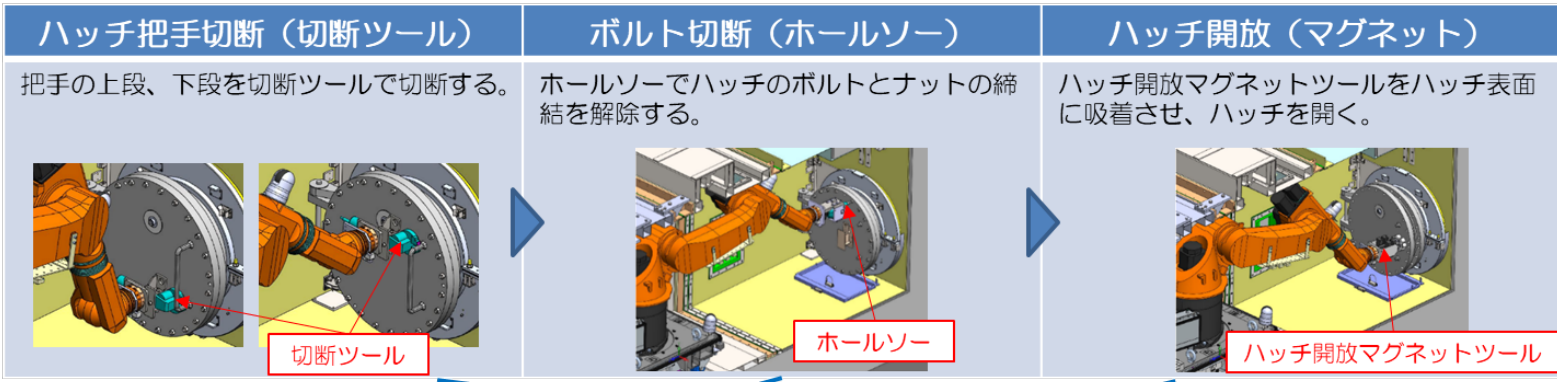 ハッチ把手切断（切断ツール）
把手の上段、下段を切断ツールで切断する。
切断ツール
ボルト切断（ホールソー）
ホールソーでハッチのボルトとナットの締
結を解除する。
ホールソー
ハッチ開放（マグネット）
ハッチ開放マグネットツールをハッチ表面
に吸着させ、ハッチを開く。
ハッチ開放マグネットツール